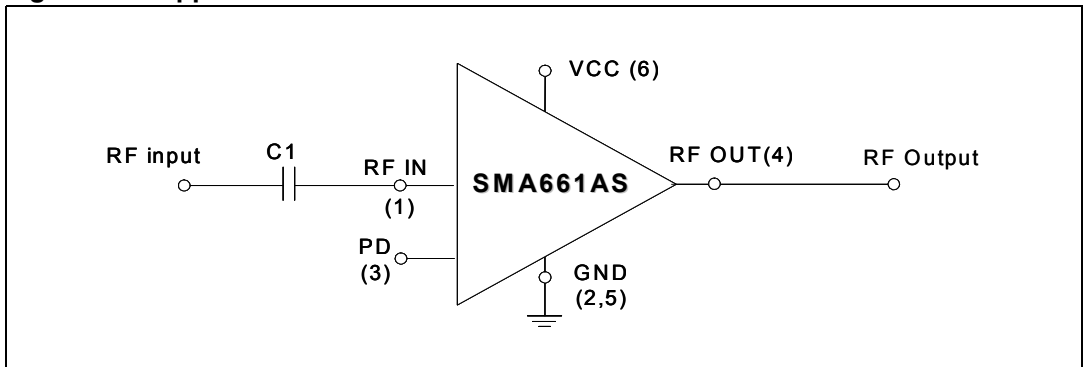 VCC (6)
RF input
C1
RF IN
(1)
SMA661AS
RF OUT(4)
RF Output
PD
(3)
GND
(2,5)